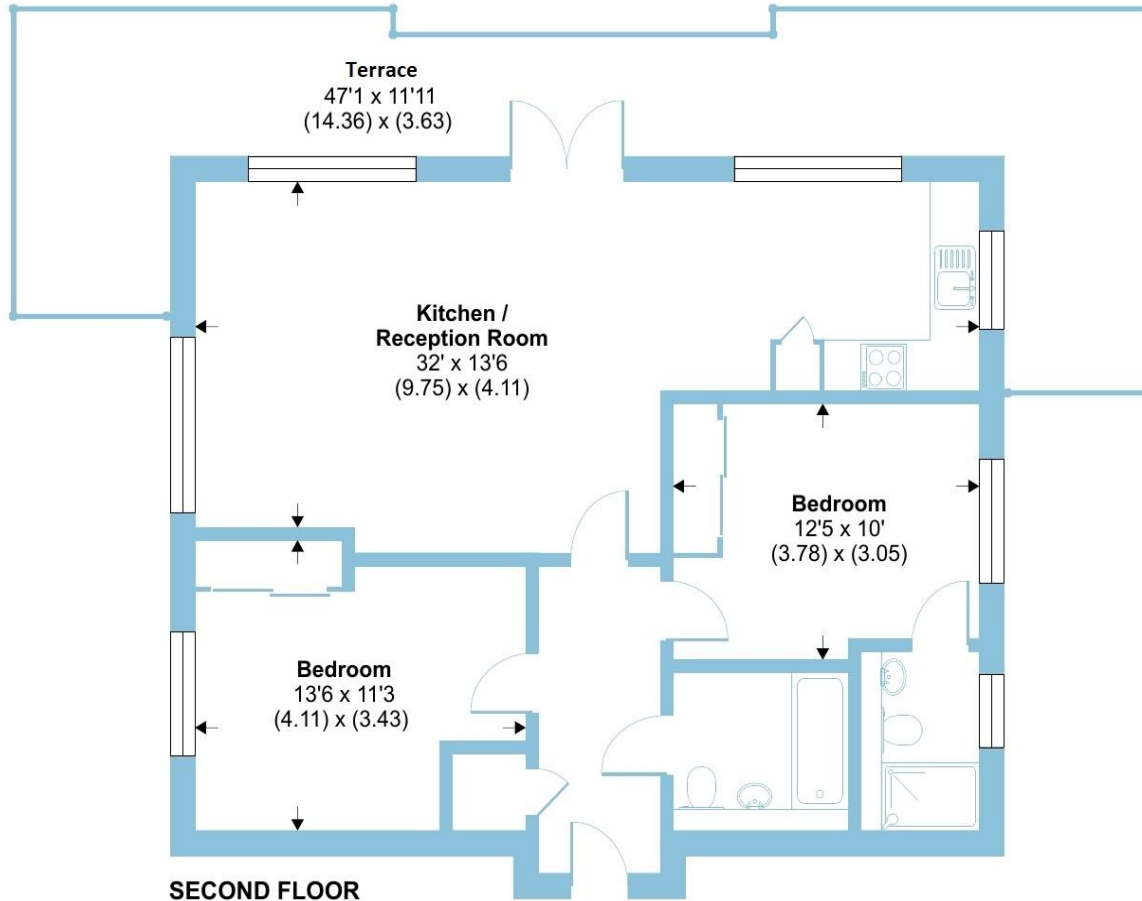 Terrace
47'1 x 11'11
(14.36) x (3.63)
Kitchen /
Reception Room
32' x 13'6
(9.75) x (4.11)
Bedroom
12'5 x 10'
(3.78) x (3.05)
Bedroom
13'6 x 11'3
(4.11) x (3.43)
SECOND FLOOR